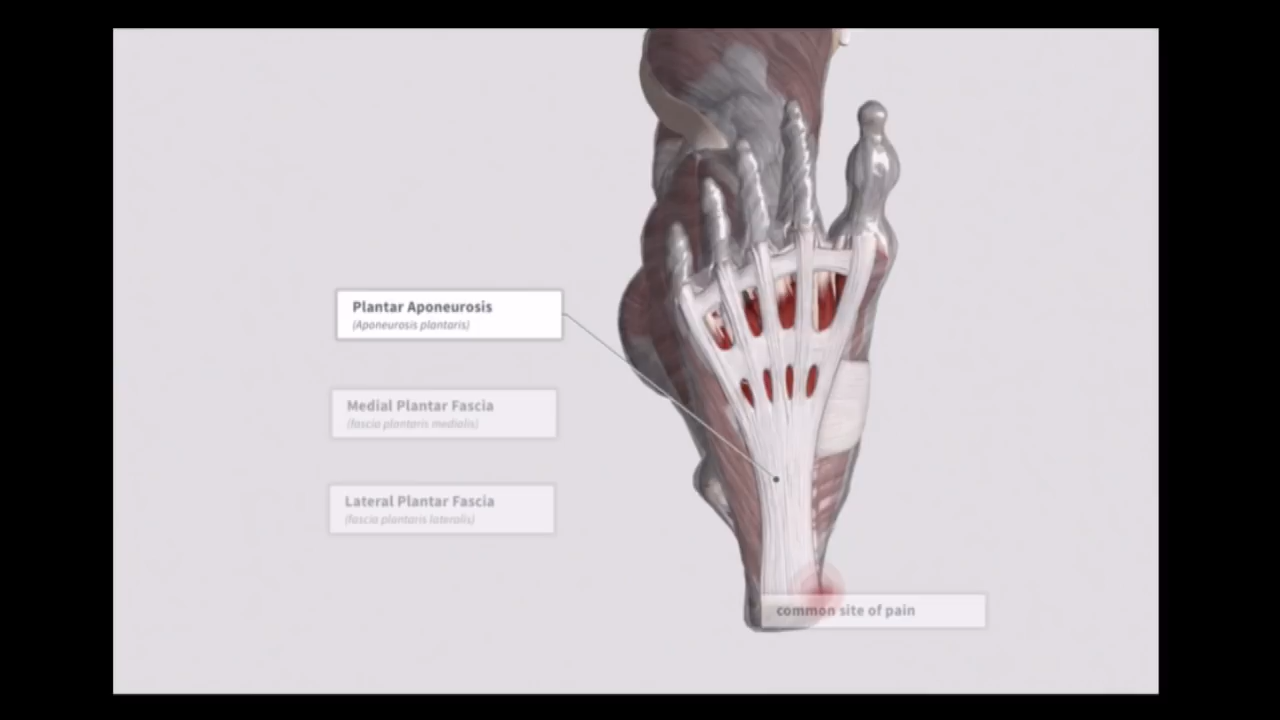 Plantar Aponeurosis
(Aponeurosis plantaris)
Medial Plantar Fascia
(fascia plantaris medialis)
Lateral Plantar Fascia
(fascia plantaris lateralis)
common site of pain